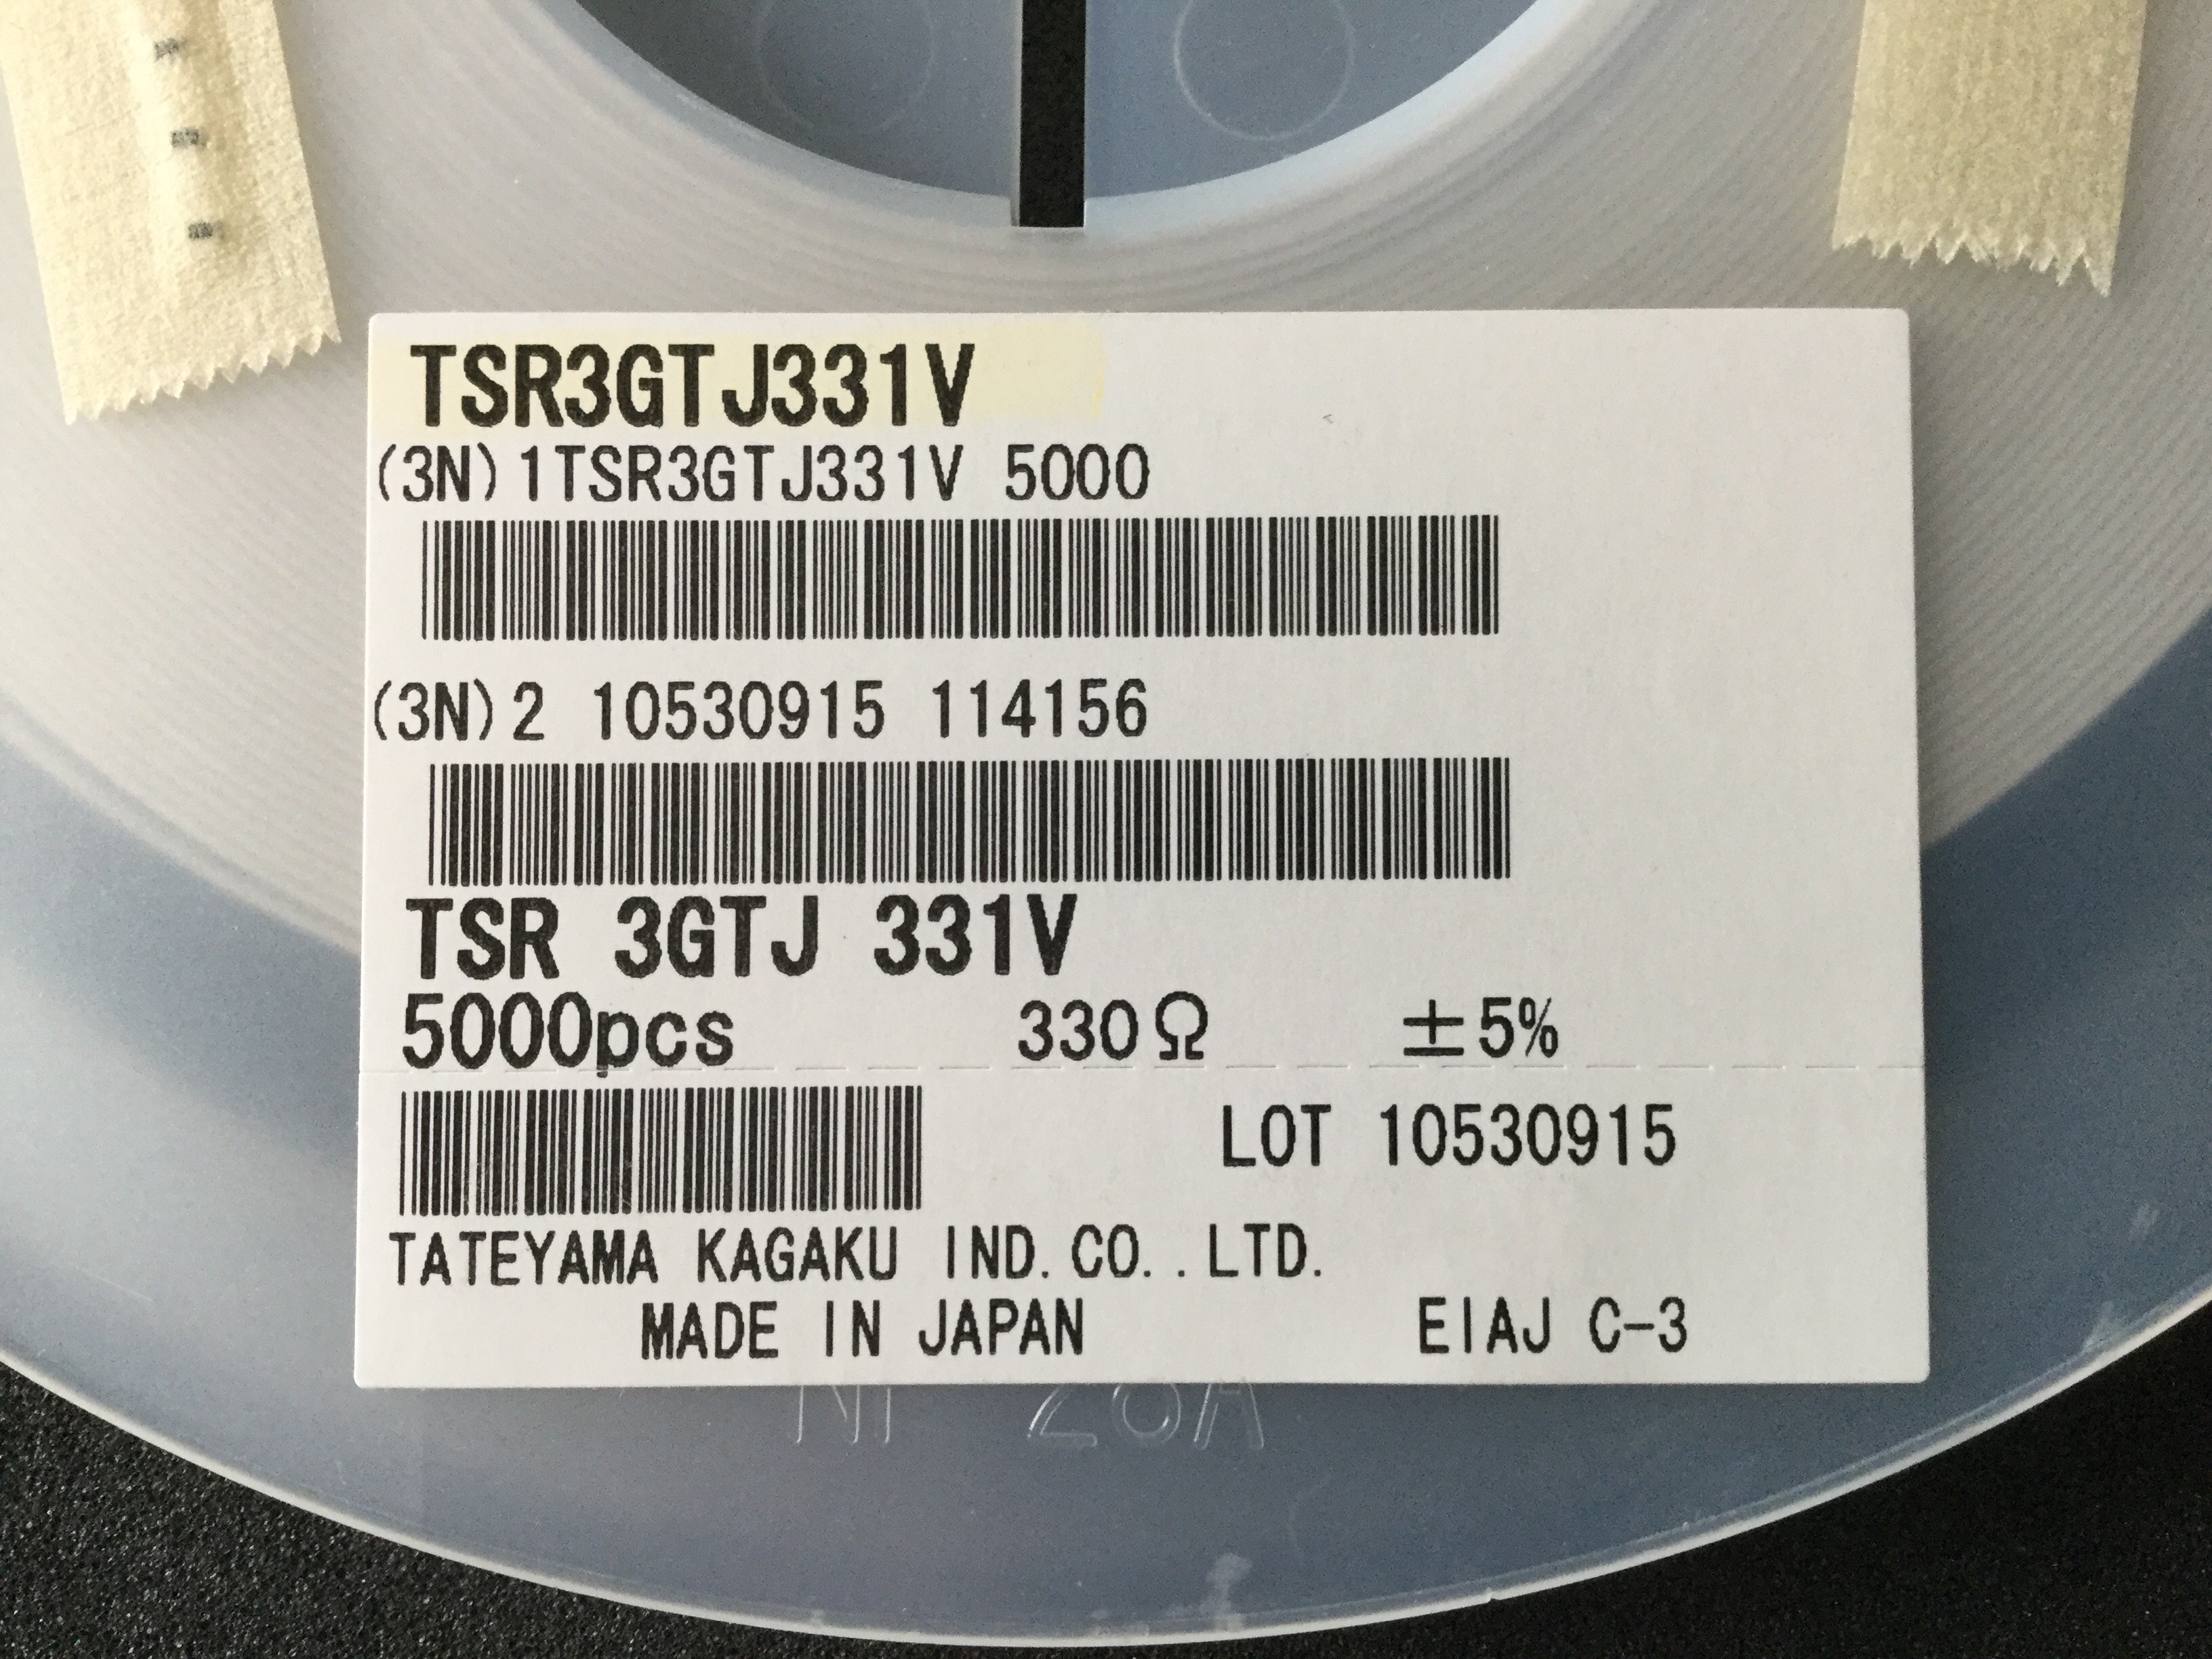 TSR3GTJ331V
(3N)1TSR3GTJ331V 5000
(3N)2 10530915 114156
TSR 3GTJ 331V
5000pcs 330Ω ±5%
LOT 10530915
TATEYAMA KAGAKU IND.CO..LTD.
MADE IN JAPAN EIAJ C-3